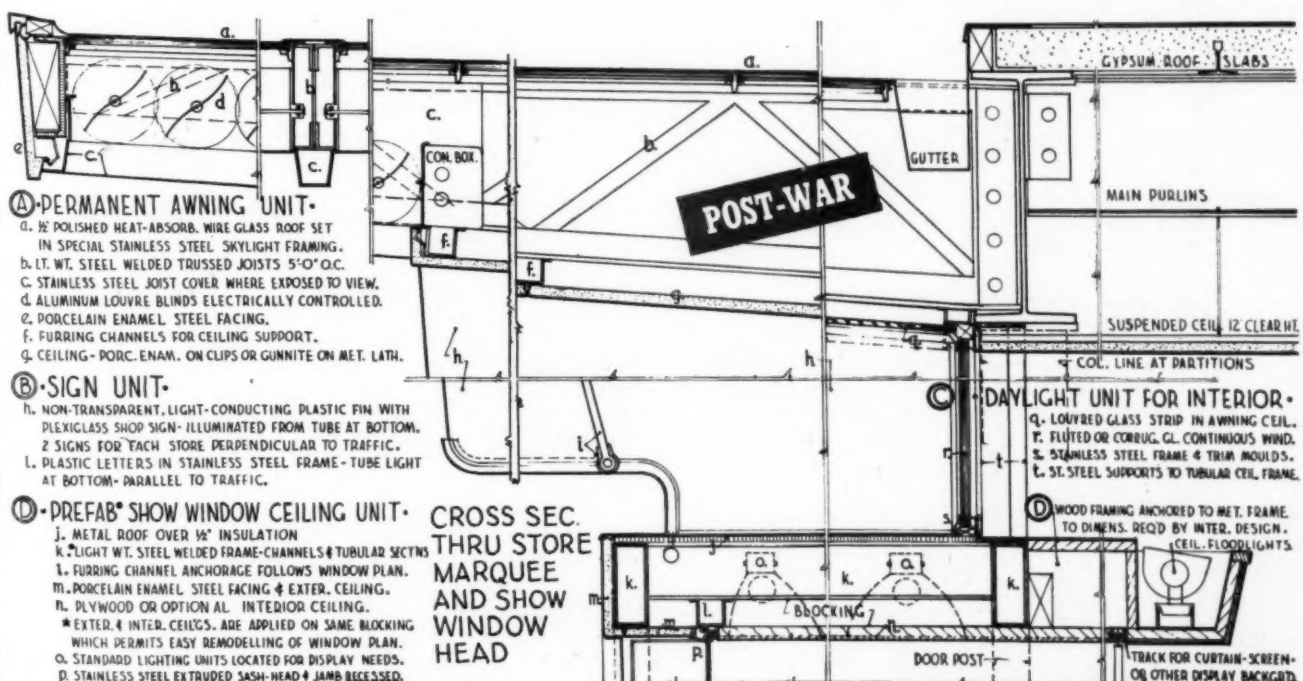 a.
a.
GYPSUM ROOF SLABS
b.
d
b
c.
b.
CON. BOX.
GUTTER
POST-WAR
MAIN PURLINS
e
c.
c.
f.
f.
g
SUSPENDED CEIL. 12' CLEAR HT.
q.
COL. LINE AT PARTITIONS
h
h
i
r
t
s
Ⓐ·PERMANENT AWNING UNIT·
a. ½" POLISHED HEAT-ABSORB. WIRE GLASS ROOF SET
IN SPECIAL STAINLESS STEEL SKYLIGHT FRAMING.
b. LT. WT. STEEL WELDED TRUSSED JOISTS 5'-0" O.C.
c. STAINLESS STEEL JOIST COVER WHERE EXPOSED TO VIEW.
d. ALUMINUM LOUVRE BLINDS ELECTRICALLY CONTROLLED.
e. PORCELAIN ENAMEL STEEL FACING.
f. FURRING CHANNELS FOR CEILING SUPPORT.
g. CEILING - PORC. ENAM. ON CLIPS OR GUNNITE ON MET. LATH.
Ⓑ·SIGN UNIT·
h. NON-TRANSPARENT, LIGHT-CONDUCTING PLASTIC FIN WITH
PLEXIGLASS SHOP SIGN - ILLUMINATED FROM TUBE AT BOTTOM.
2 SIGNS FOR EACH STORE PERPENDICULAR TO TRAFFIC.
i. PLASTIC LETTERS IN STAINLESS STEEL FRAME - TUBE LIGHT
AT BOTTOM - PARALLEL TO TRAFFIC.
Ⓒ·DAYLIGHT UNIT FOR INTERIOR·
q. LOUVRED GLASS STRIP IN AWNING CEIL.
r. FLUTED OR CORRUG. GL. CONTINUOUS WIND.
s. STAINLESS STEEL FRAME & TRIM MOULDS.
t. ST. STEEL SUPPORTS TO TUBULAR CEIL. FRAME.
Ⓓ·PREFAB* SHOW WINDOW CEILING UNIT·
j. METAL ROOF OVER ½" INSULATION
k. *LIGHT WT. STEEL WELDED FRAME-CHANNELS & TUBULAR SECTNS
l. FURRING CHANNEL ANCHORAGE FOLLOWS WINDOW PLAN.
m. PORCELAIN ENAMEL STEEL FACING & EXTER. CEILING.
n. PLYWOOD OR OPTIONAL INTERIOR CEILING.
* EXTER. & INTER. CEIL'GS. ARE APPLIED ON SAME BLOCKING
WHICH PERMITS EASY REMODELLING OF WINDOW PLAN.
o. STANDARD LIGHTING UNITS LOCATED FOR DISPLAY NEEDS.
p. STAINLESS STEEL EXTRUDED SASH-HEAD & JAMB RECESSED.
CROSS SEC.
THRU STORE
MARQUEE
AND SHOW
WINDOW
HEAD
Ⓓ WOOD FRAMING ANCHORED TO MET. FRAME
TO DIMENS. REQ'D BY INTER. DESIGN.
CEIL. FLOODLIGHTS
j
k.
o.
k.
o.
k.
l.
m
BLOCKING
n.
m
p.
DOOR POST
TRACK FOR CURTAIN-SCREEN-
OR OTHER DISPLAY BACKGRD.